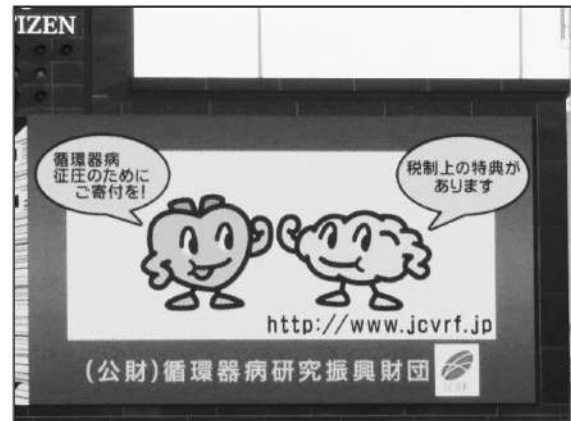 TIZEN
循環器病
征圧のために
ご寄付を!
税制上の特典が
あります
http://www.jcvrf.jp
(公財)循環器病研究振興財団
JCRF